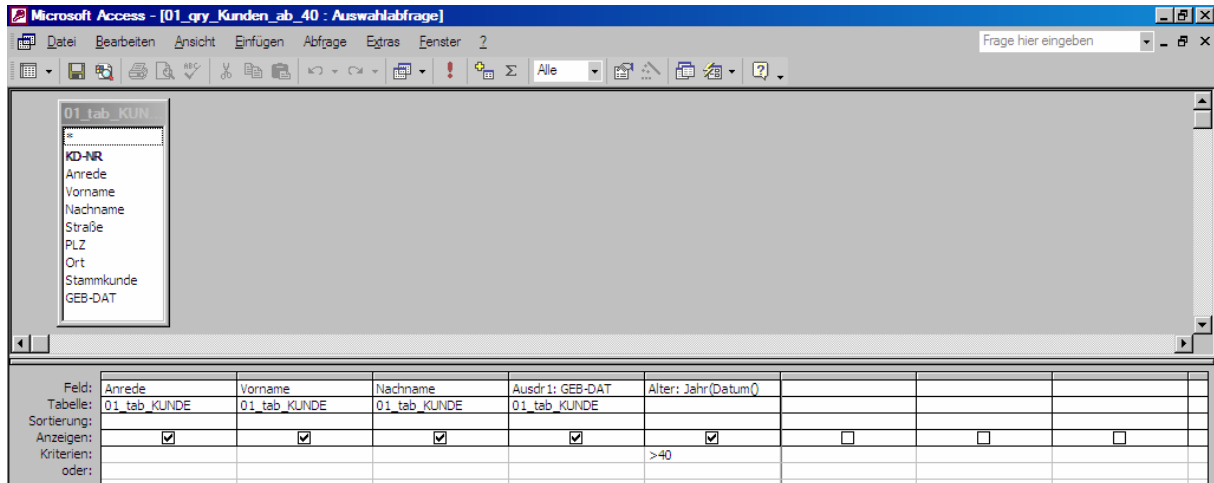 Microsoft Access - [01_qry_Kunden_ab_40 : Auswahlabfrage]
Datei Bearbeiten Ansicht Einfügen Abfrage Extras Fenster ? Frage hier eingeben
Alle
01_tab_KUN...
*
KD-NR
Anrede
Vorname
Nachname
Straße
PLZ
Ort
Stammkunde
GEB-DAT
Feld: Anrede Vorname Nachname Ausdr1: GEB-DAT Alter: Jahr(Datum()
Tabelle: 01_tab_KUNDE 01_tab_KUNDE 01_tab_KUNDE 01_tab_KUNDE
Sortierung:
Anzeigen:
Kriterien: >40
oder: